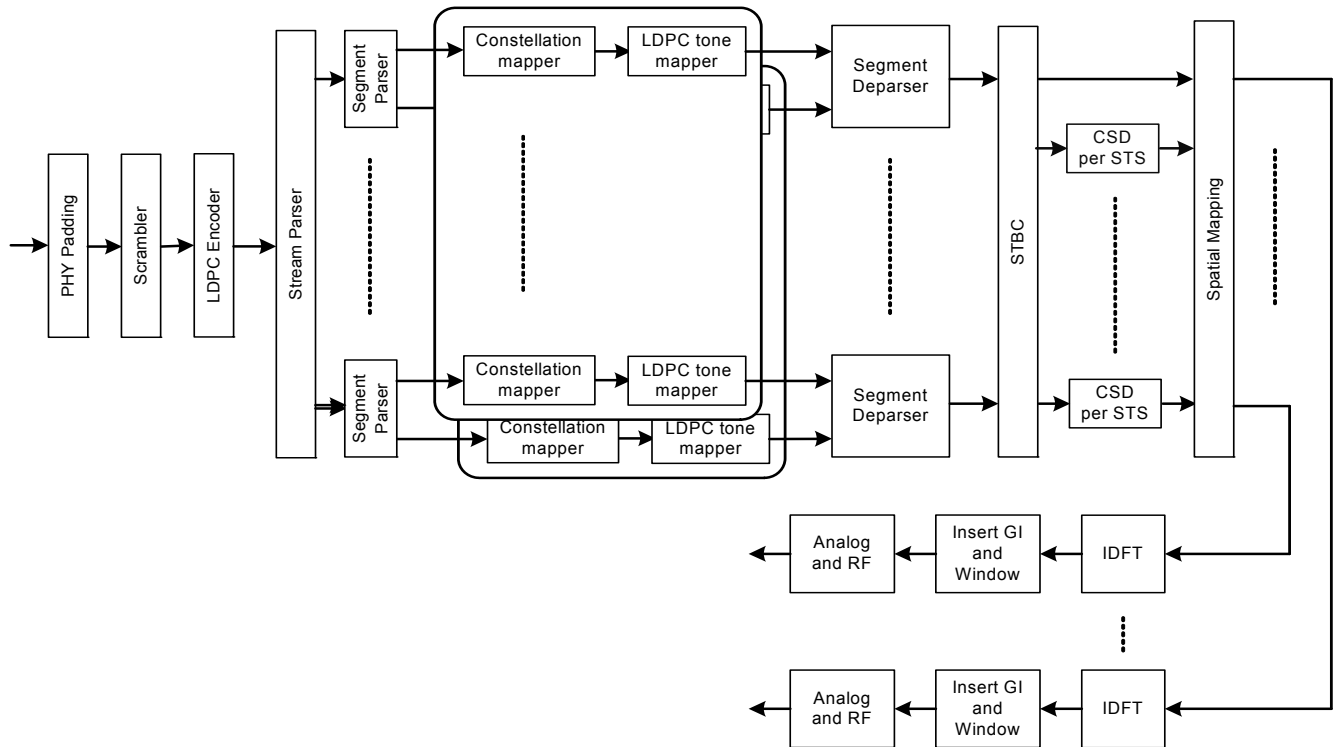 PHY Padding
Scrambler
LDPC Encoder
Stream Parser
Segment
Parser
Constellation
mapper
LDPC tone
mapper
Segment
Deparser
STBC
CSD
per STS
Spatial Mapping
Segment
Parser
Constellation
mapper
LDPC tone
mapper
Constellation
mapper
LDPC tone
mapper
Segment
Deparser
CSD
per STS
Analog
and RF
Insert GI
and
Window
IDFT
Analog
and RF
Insert GI
and
Window
IDFT